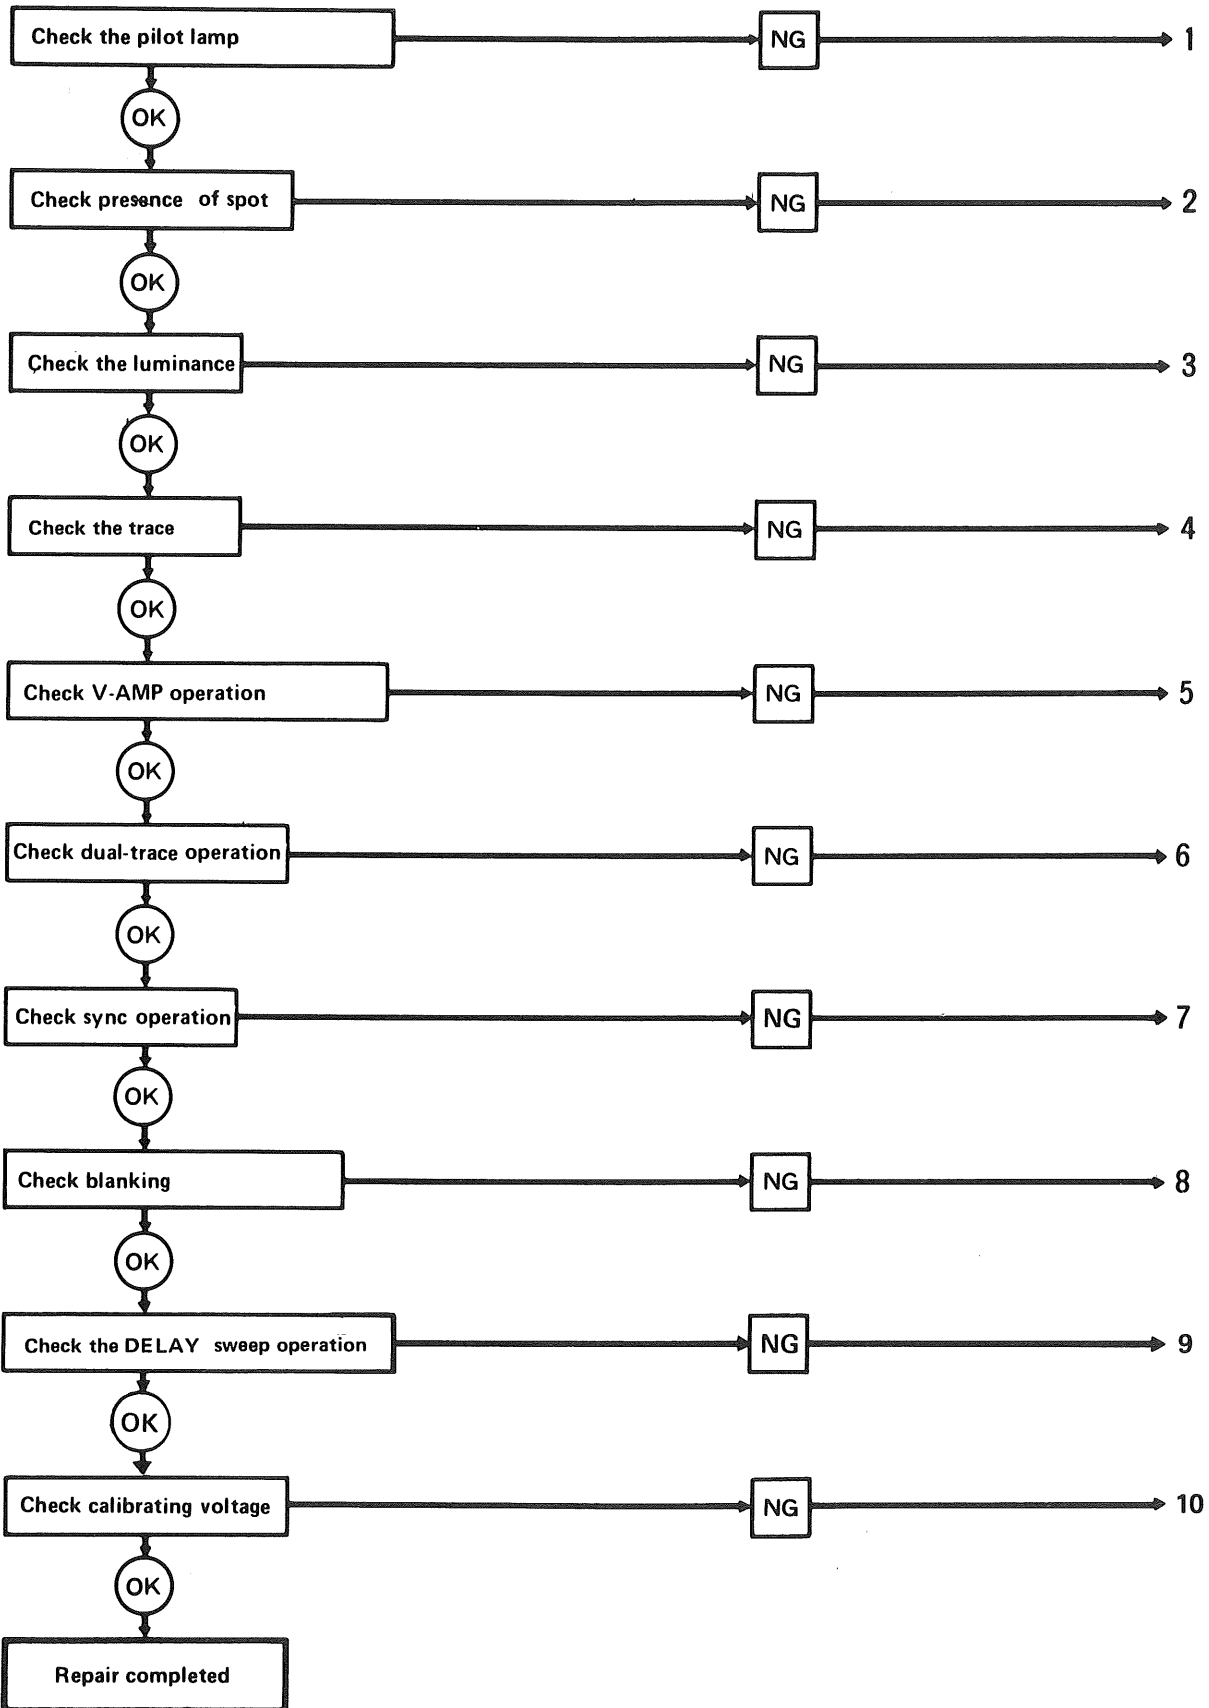 Check the pilot lamp NG 1
OK
Check presence of spot NG 2
OK
Check the luminance NG 3
OK
Check the trace NG 4
OK
Check V-AMP operation NG 5
OK
Check dual-trace operation NG 6
OK
Check sync operation NG 7
OK
Check blanking NG 8
OK
Check the DELAY sweep operation NG 9
OK
Check calibrating voltage NG 10
OK
Repair completed